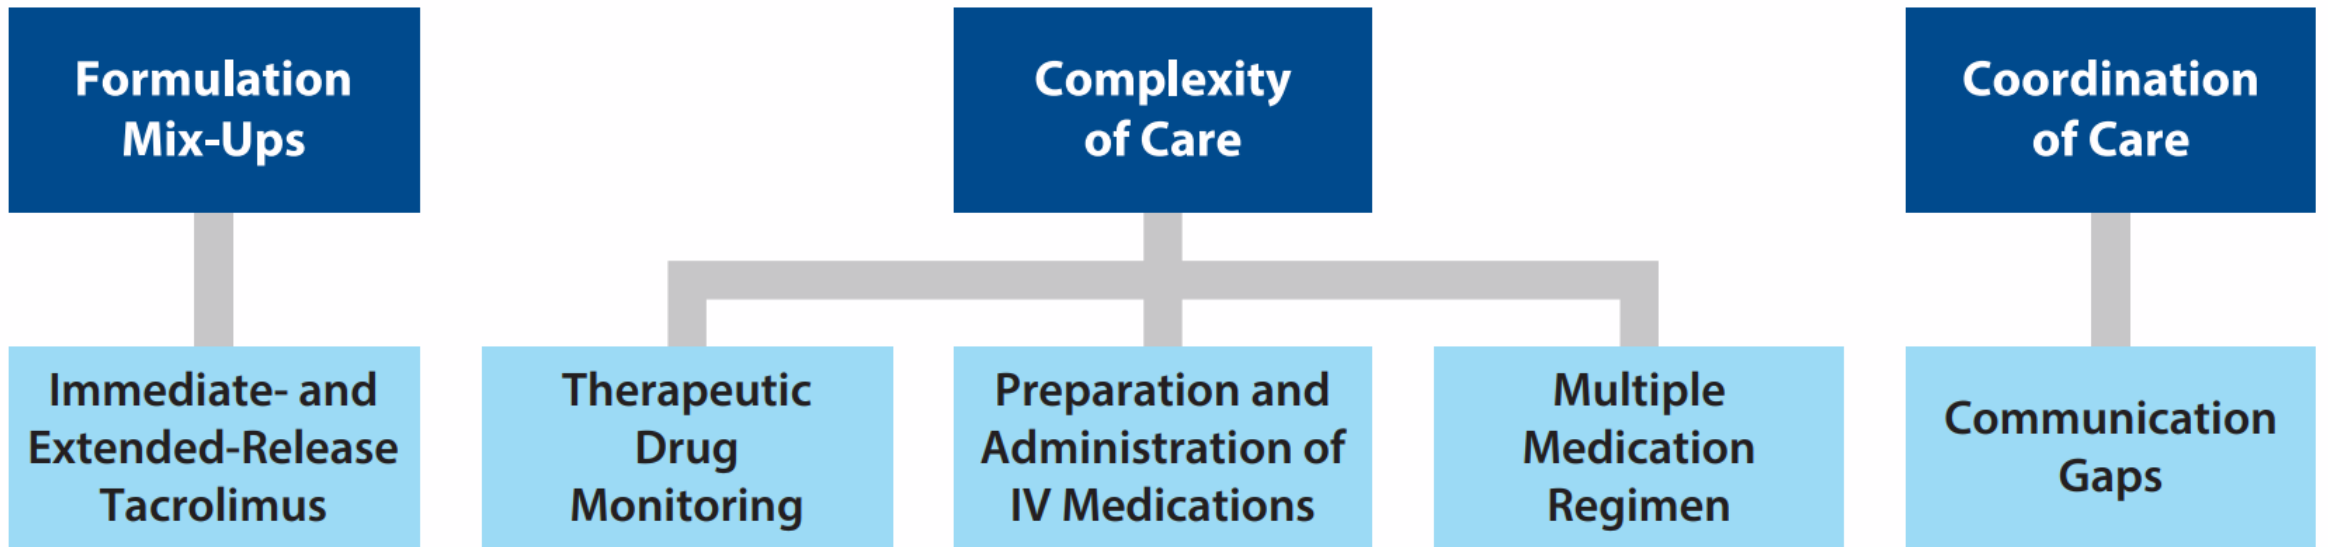 Formulation
Mix-Ups
Complexity
of Care
Coordination
of Care
Immediate- and
Extended-Release
Tacrolimus
Therapeutic
Drug
Monitoring
Preparation and
Administration of
IV Medications
Multiple
Medication
Regimen
Communication
Gaps